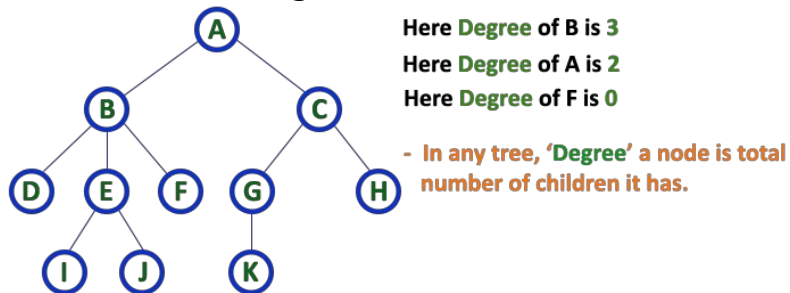 A
B C
D E F G H
I J K
Here Degree of B is 3
Here Degree of A is 2
Here Degree of F is 0
- In any tree, ‘Degree’ a node is total
number of children it has.